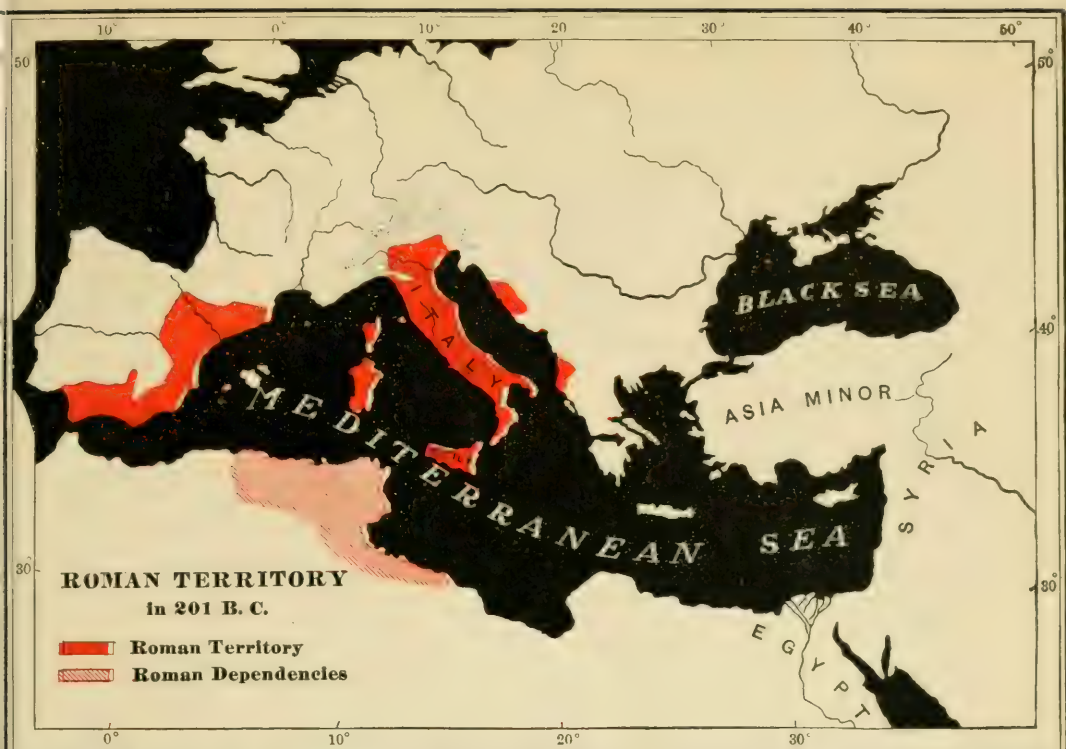 10° 0° 10° 20 30 40° 50°
50
50°
40°
30
30°
ITALY
BLACK SEA
ASIA MINOR
SYRIA
MEDITERRANEAN SEA
EGYPT
ROMAN TERRITORY
in 201 B. C.
Roman Territory
Roman Dependencies
0° 10° 20° 30°